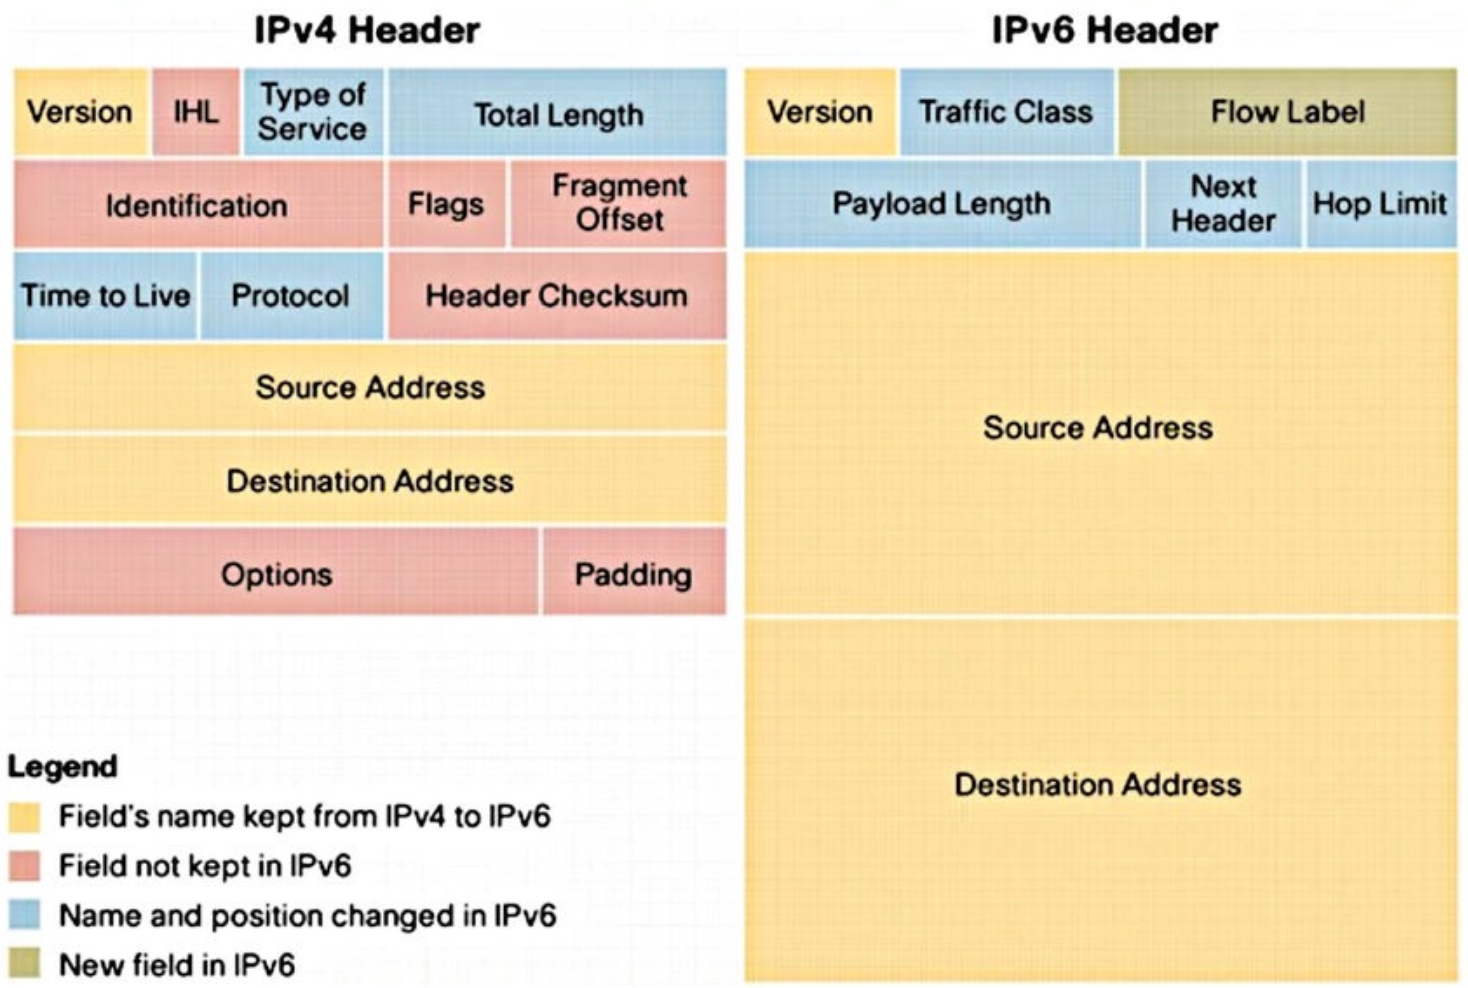 IPv4 Header
Version
IHL
Type of
Service
Total Length
Identification
Flags
Fragment
Offset
Time to Live
Protocol
Header Checksum
Source Address
Destination Address
Options
Padding
IPv6 Header
Version
Traffic Class
Flow Label
Payload Length
Next
Header
Hop Limit
Source Address
Destination Address
Legend
Field's name kept from IPv4 to IPv6
Field not kept in IPv6
Name and position changed in IPv6
New field in IPv6